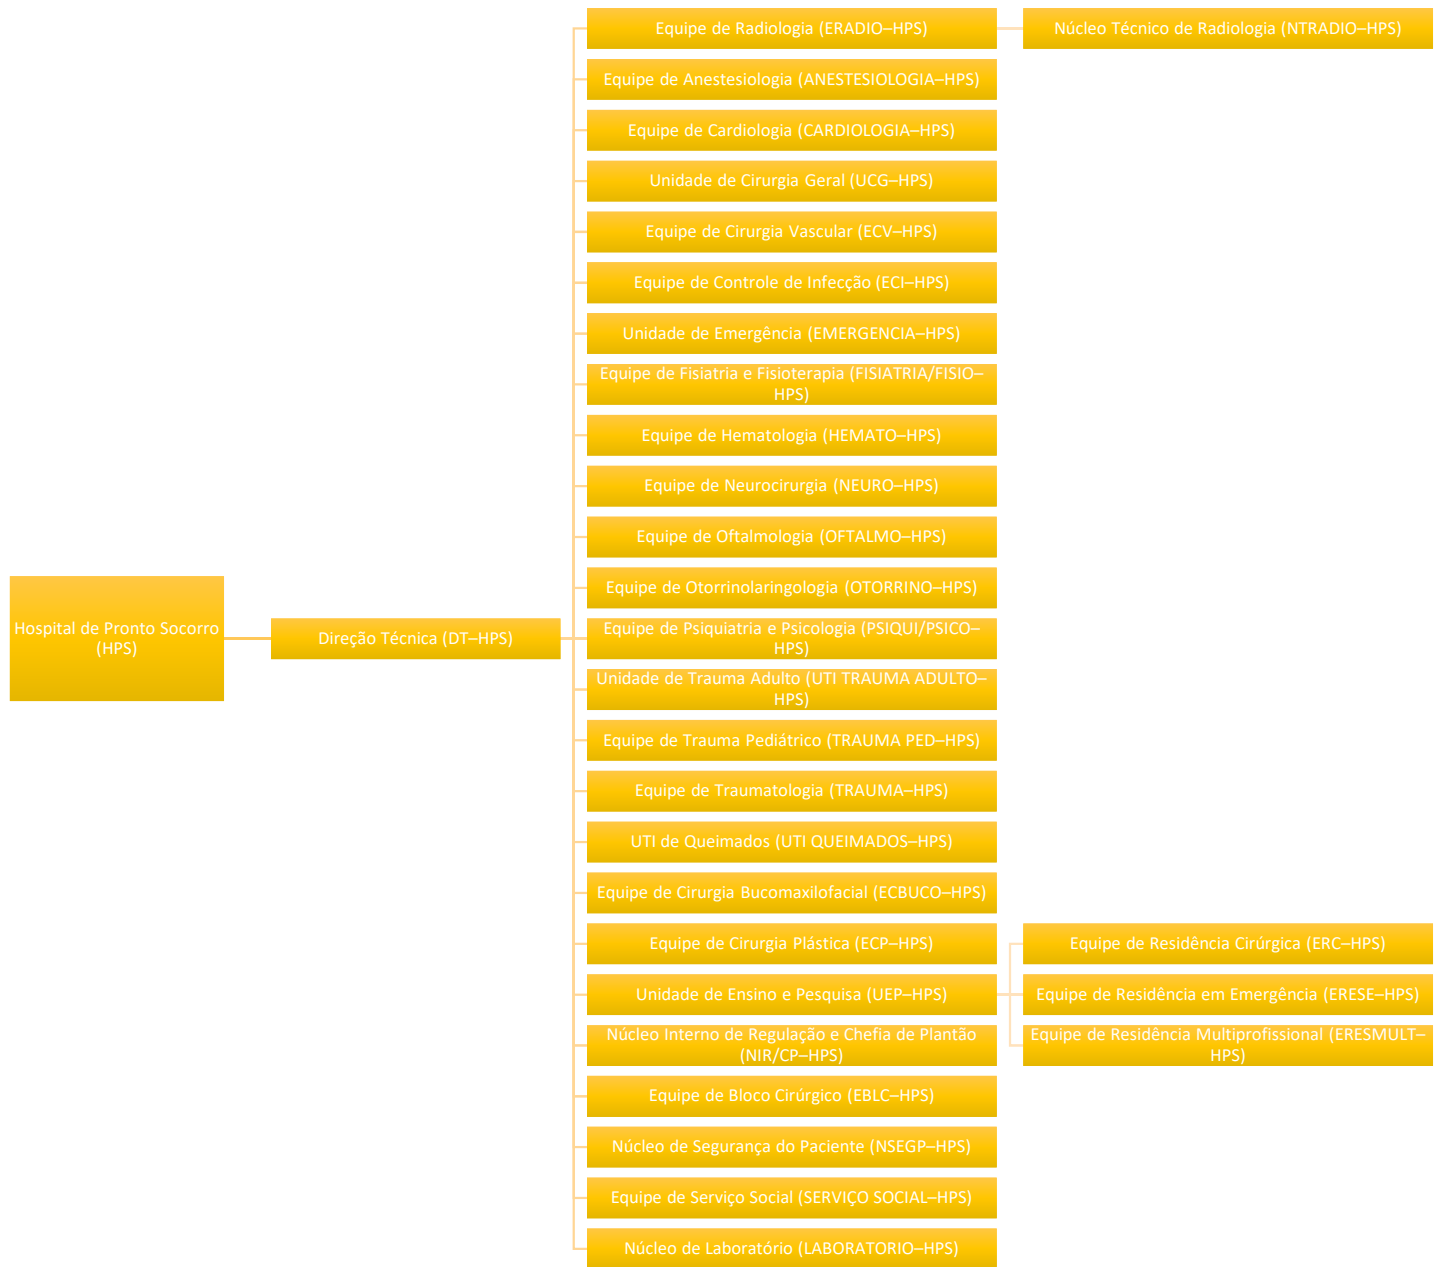 Equipe de Radiologia (ERADIO–HPS)
Núcleo Técnico de Radiologia (NTRADIO–HPS)
Equipe de Anestesiologia (ANESTESIOLOGIA–HPS)
Equipe de Cardiologia (CARDIOLOGIA–HPS)
Unidade de Cirurgia Geral (UCG–HPS)
Equipe de Cirurgia Vascular (ECV–HPS)
Equipe de Controle de Infecção (ECI–HPS)
Unidade de Emergência (EMERGENCIA–HPS)
Equipe de Fisiatria e Fisioterapia (FISIATRIA/FISIO–
HPS)
Equipe de Hematologia (HEMATO–HPS)
Equipe de Neurocirurgia (NEURO–HPS)
Equipe de Oftalmologia (OFTALMO–HPS)
Equipe de Otorrinolaringologia (OTORRINO–HPS)
Hospital de Pronto Socorro
(HPS)
Direção Técnica (DT–HPS)
Equipe de Psiquiatria e Psicologia (PSIQUI/PSICO–
HPS)
Unidade de Trauma Adulto (UTI TRAUMA ADULTO–
HPS)
Equipe de Trauma Pediátrico (TRAUMA PED–HPS)
Equipe de Traumatologia (TRAUMA–HPS)
UTI de Queimados (UTI QUEIMADOS–HPS)
Equipe de Cirurgia Bucomaxilofacial (ECBUCO–HPS)
Equipe de Cirurgia Plástica (ECP–HPS)
Unidade de Ensino e Pesquisa (UEP–HPS)
Equipe de Residência Cirúrgica (ERC–HPS)
Equipe de Residência em Emergência (ERESE–HPS)
Equipe de Residência Multiprofissional (ERESMULT–
HPS)
Núcleo Interno de Regulação e Chefia de Plantão
(NIR/CP–HPS)
Equipe de Bloco Cirúrgico (EBLC–HPS)
Núcleo de Segurança do Paciente (NSEGP–HPS)
Equipe de Serviço Social (SERVIÇO SOCIAL–HPS)
Núcleo de Laboratório (LABORATORIO–HPS)